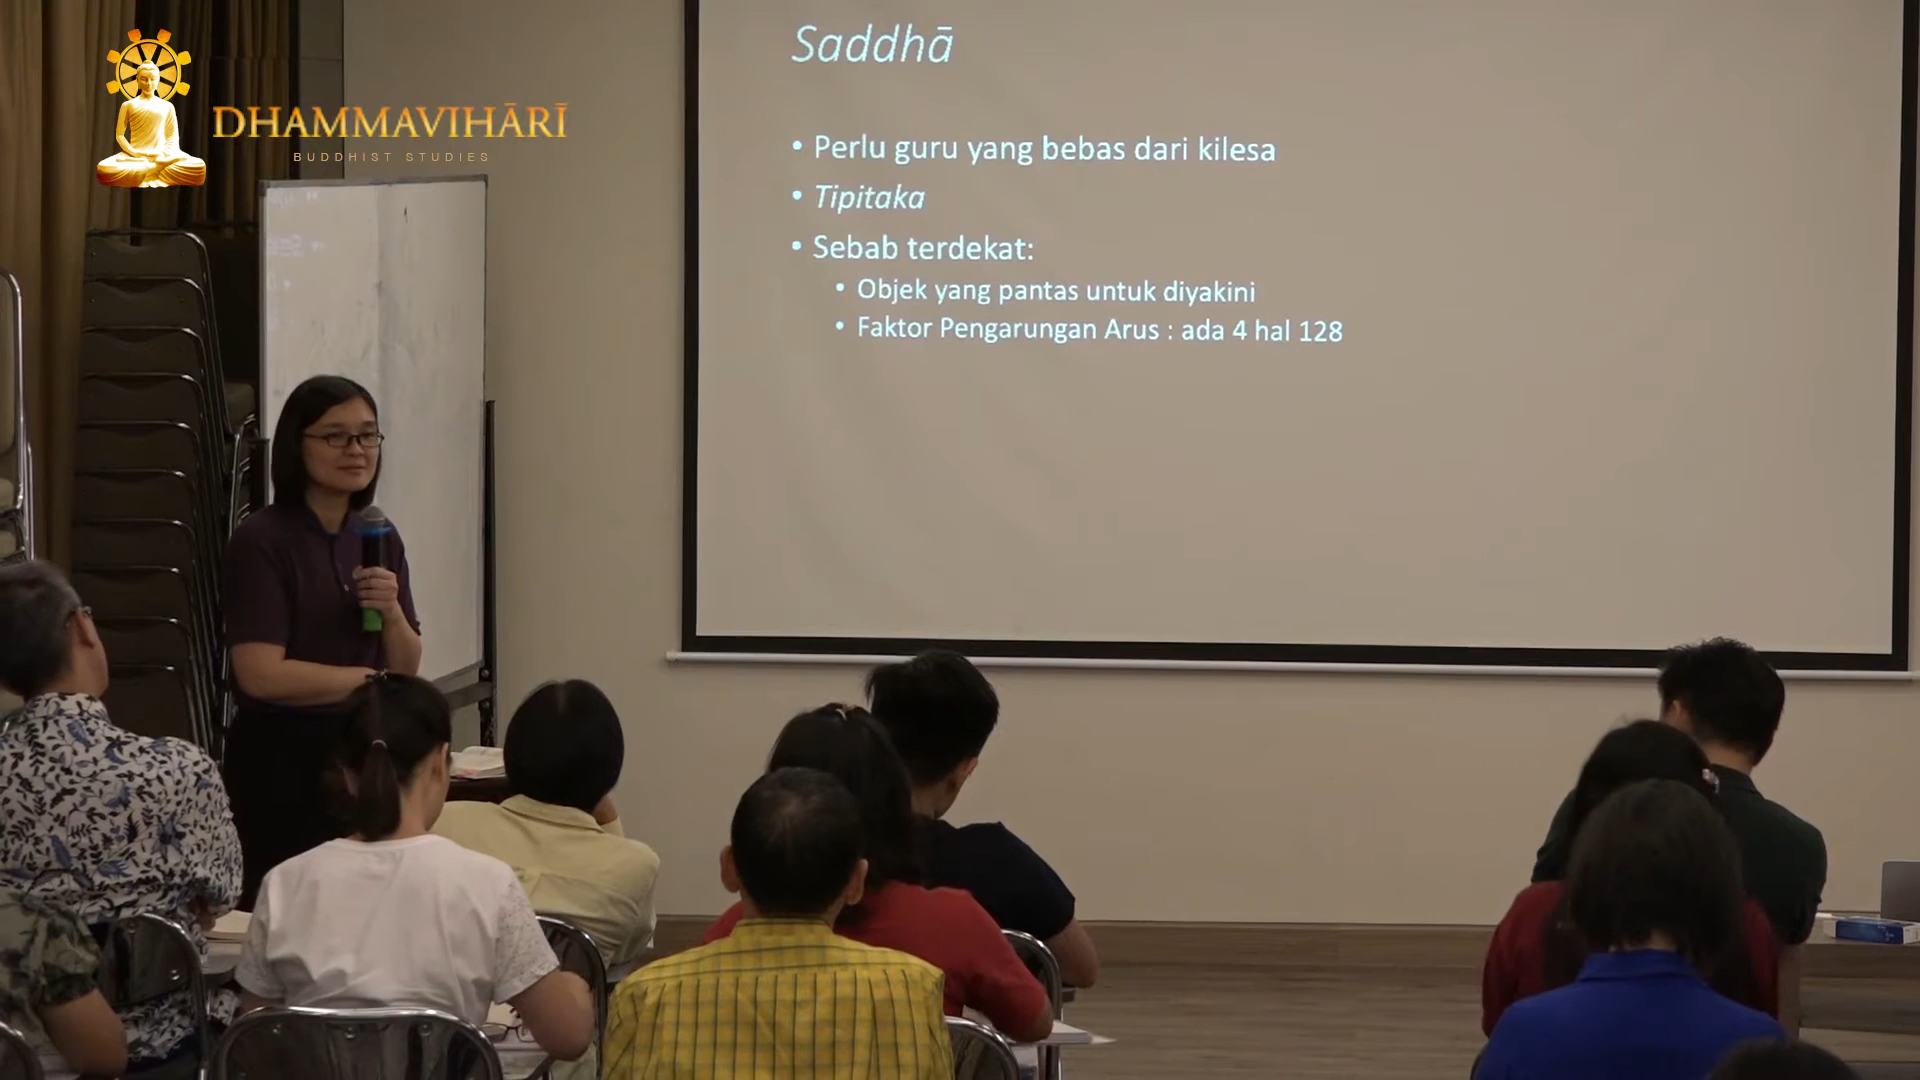 DHAMMAVIHĀRĪ
BUDDHIST STUDIES
Saddhā
• Perlu guru yang bebas dari kilesa
• Tipitaka
• Sebab terdekat:
• Objek yang pantas untuk diyakini
• Faktor Pengarungan Arus : ada 4 hal 128